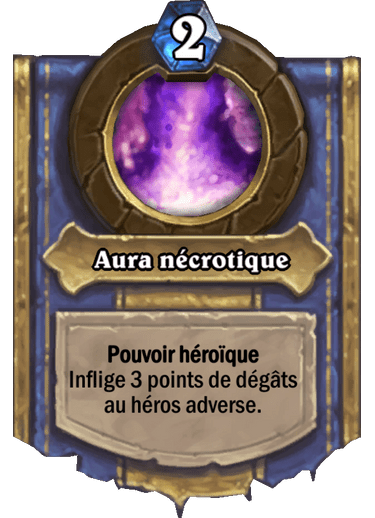 2
Aura nécrotique
Pouvoir héroïque
Inflige 3 points de dégâts
au héros adverse.